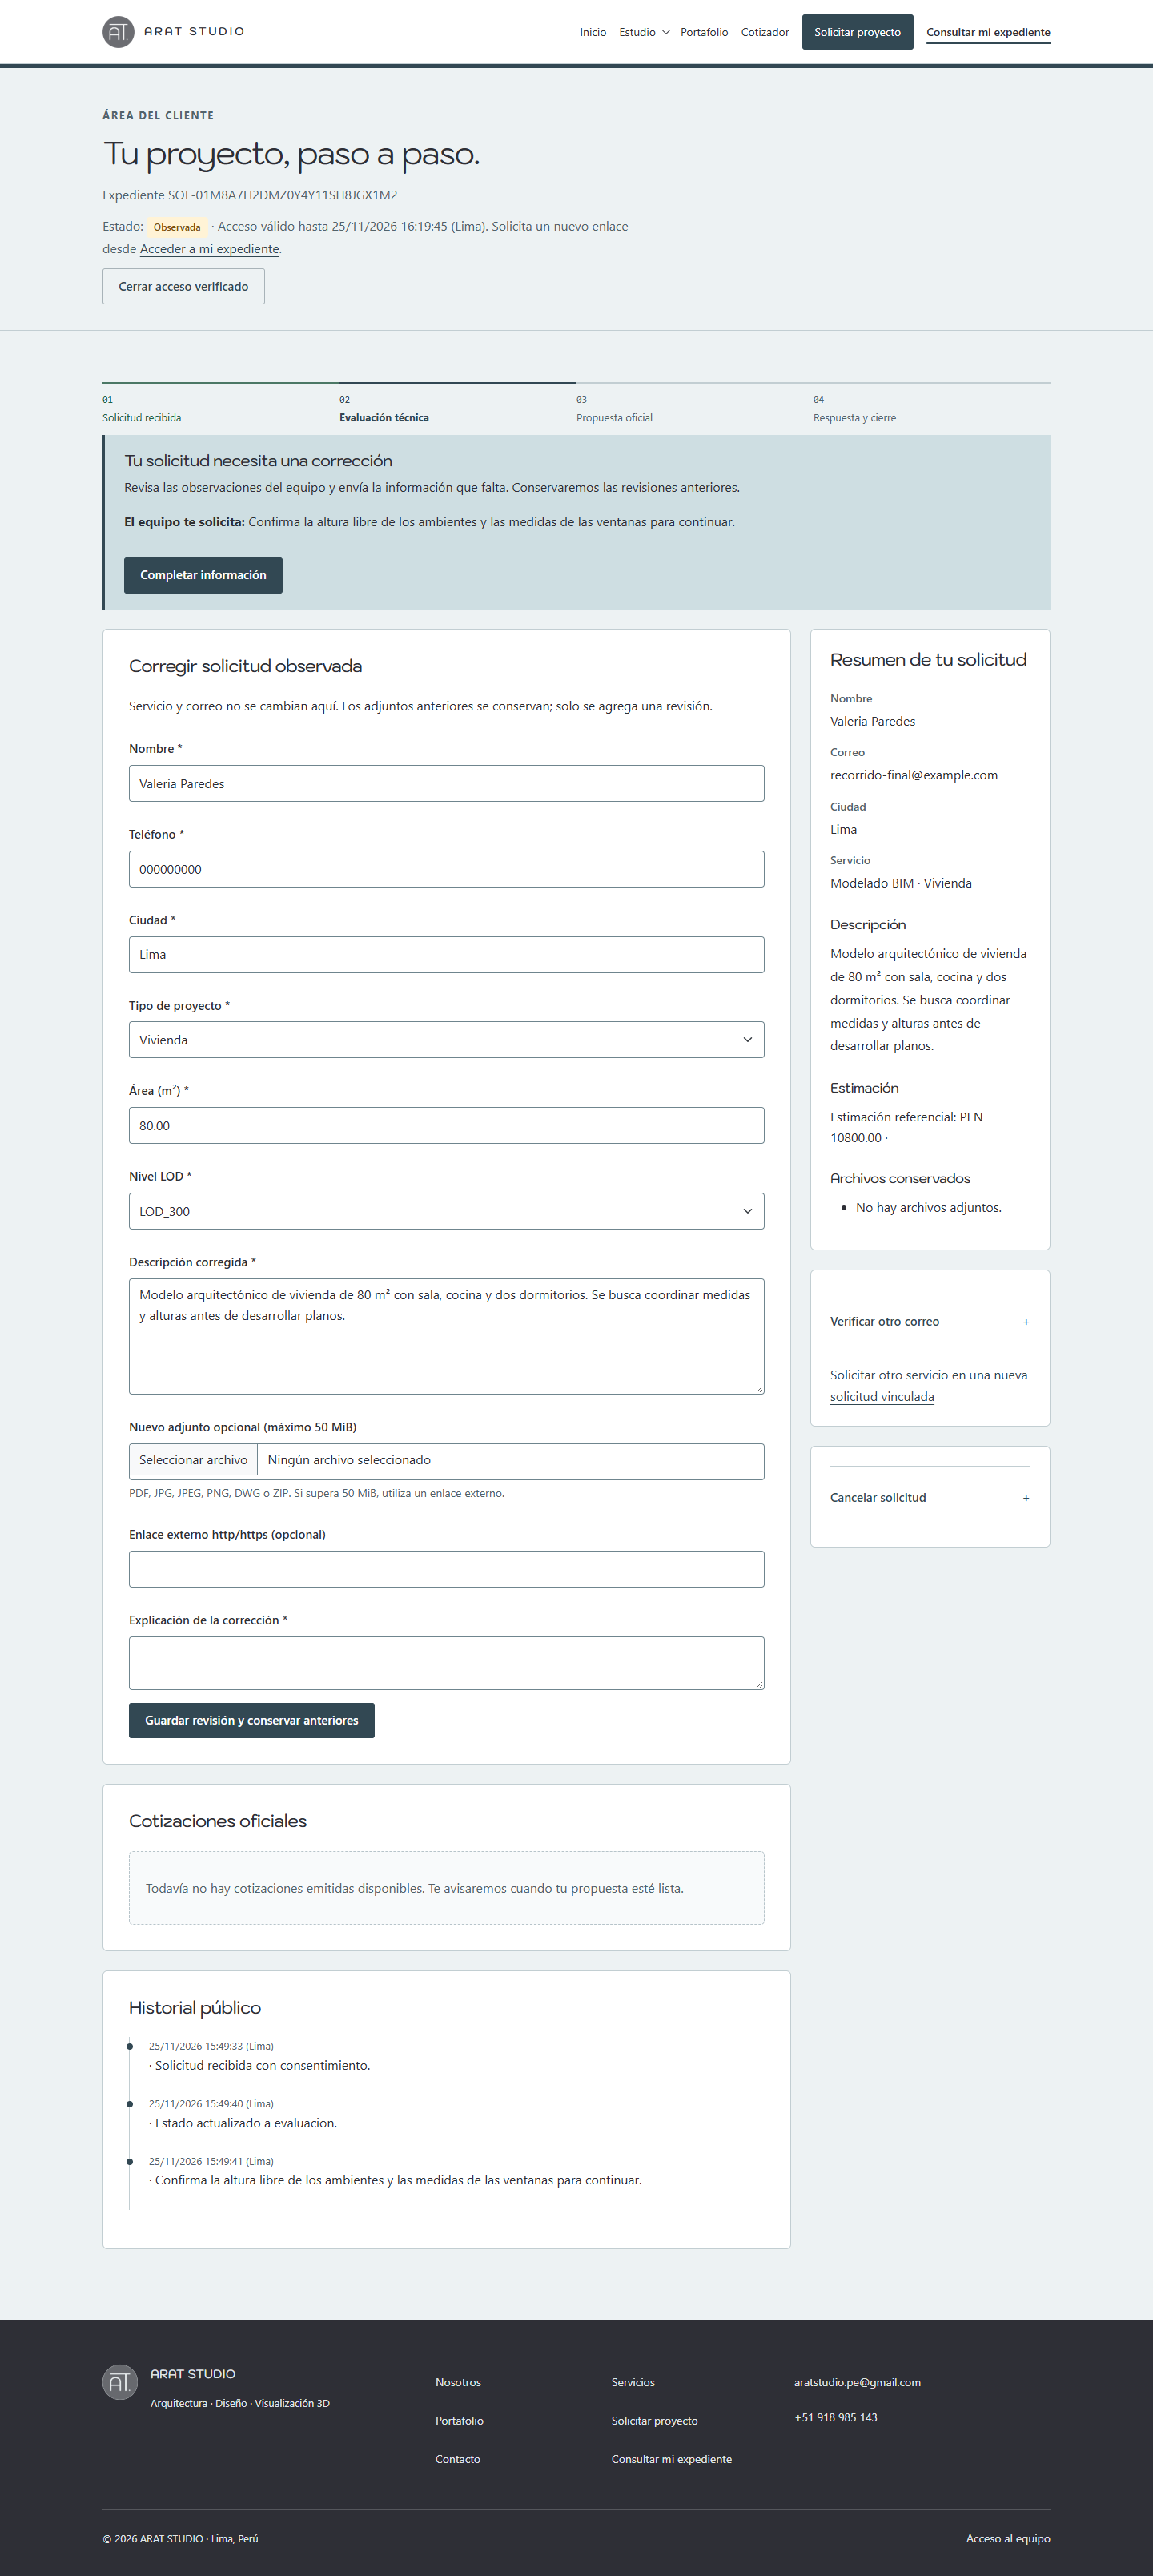 AT.
ARAT STUDIO
Inicio
Estudio
Portafolio
Cotizador
Solicitar proyecto
Consultar mi expediente
ÁREA DEL CLIENTE
Tu proyecto, paso a paso.
Expediente SOL-01M8A7H2DMZ0Y4Y11SH8JGX1M2
Estado: Observada · Acceso válido hasta 25/11/2026 16:19:45 (Lima). Solicita un nuevo enlace
desde Acceder a mi expediente.
Cerrar acceso verificado
01
Solicitud recibida
02
Evaluación técnica
03
Propuesta oficial
04
Respuesta y cierre
Tu solicitud necesita una corrección
Revisa las observaciones del equipo y envía la información que falta. Conservaremos las revisiones anteriores.
El equipo te solicita: Confirma la altura libre de los ambientes y las medidas de las ventanas para continuar.
Completar información
Corregir solicitud observada
Servicio y correo no se cambian aquí. Los adjuntos anteriores se conservan; solo se agrega una revisión.
Nombre *
Valeria Paredes
Teléfono *
000000000
Ciudad *
Lima
Tipo de proyecto *
Vivienda
Área (m²) *
80.00
Nivel LOD *
LOD_300
Descripción corregida *
Modelo arquitectónico de vivienda de 80 m² con sala, cocina y dos dormitorios. Se busca coordinar medidas
y alturas antes de desarrollar planos.
Nuevo adjunto opcional (máximo 50 MiB)
Seleccionar archivo
Ningún archivo seleccionado
PDF, JPG, JPEG, PNG, DWG o ZIP. Si supera 50 MiB, utiliza un enlace externo.
Enlace externo http/https (opcional)
Explicación de la corrección *
Guardar revisión y conservar anteriores
Resumen de tu solicitud
Nombre
Valeria Paredes
Correo
recorrido-final@example.com
Ciudad
Lima
Servicio
Modelado BIM · Vivienda
Descripción
Modelo arquitectónico de vivienda
de 80 m² con sala, cocina y dos
dormitorios. Se busca coordinar
medidas y alturas antes de
desarrollar planos.
Estimación
Estimación referencial: PEN
10800.00 ·
Archivos conservados
• No hay archivos adjuntos.
Verificar otro correo +
Solicitar otro servicio en una nueva
solicitud vinculada
Cancelar solicitud +
Cotizaciones oficiales
Todavía no hay cotizaciones emitidas disponibles. Te avisaremos cuando tu propuesta esté lista.
Historial público
25/11/2026 15:49:33 (Lima)
· Solicitud recibida con consentimiento.
25/11/2026 15:49:40 (Lima)
· Estado actualizado a evaluacion.
25/11/2026 15:49:41 (Lima)
· Confirma la altura libre de los ambientes y las medidas de las ventanas para continuar.
AT.
ARAT STUDIO
Arquitectura · Diseño · Visualización 3D
Nosotros
Portafolio
Contacto
Servicios
Solicitar proyecto
Consultar mi expediente
aratstudio.pe@gmail.com
+51 918 985 143
© 2026 ARAT STUDIO · Lima, Perú
Acceso al equipo